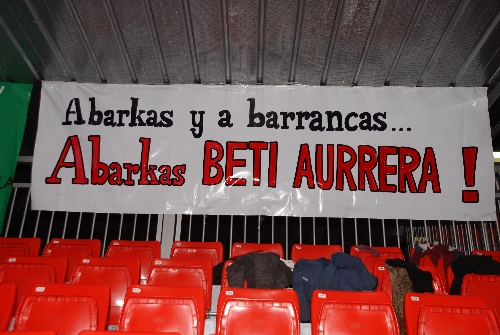 Abarkas y a barrancas...
Abarkas BETI AURRERA !